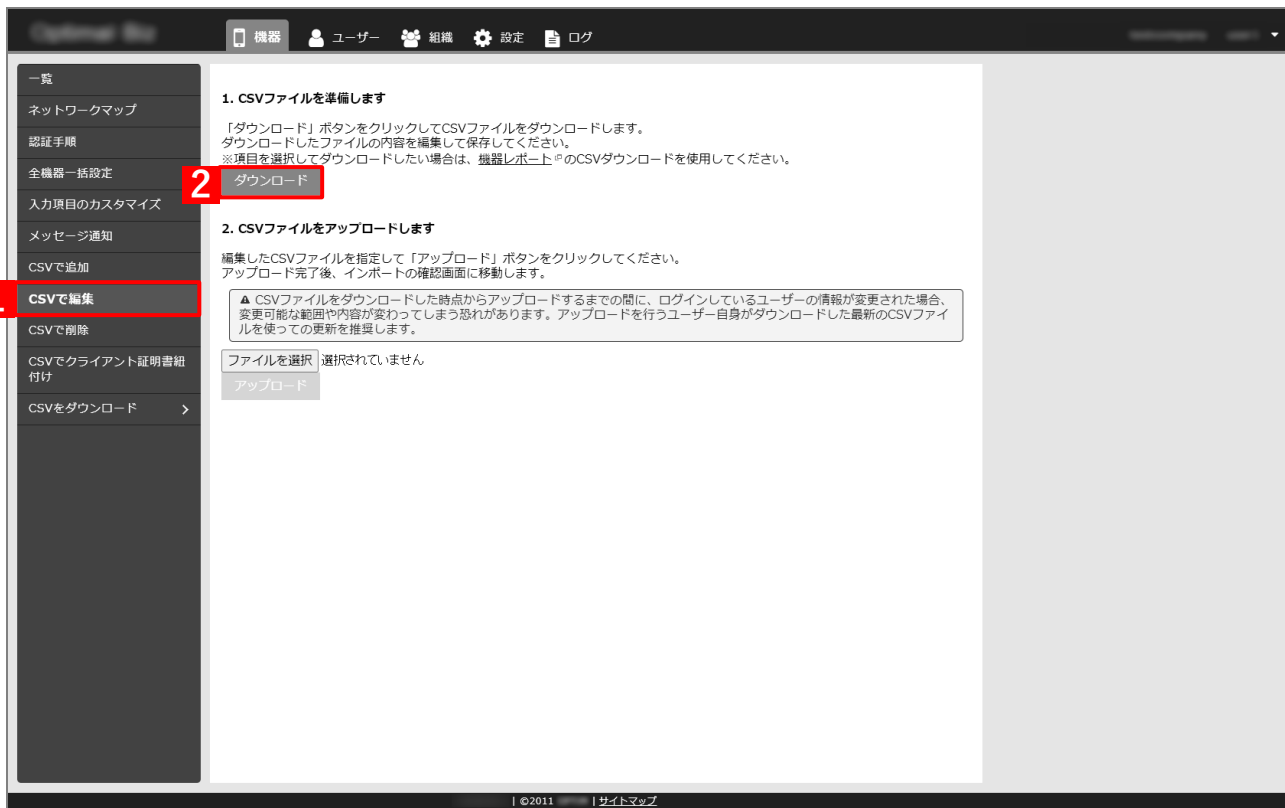 機器 ユーザー 組織 設定 ログ
一覧
ネットワークマップ
認証手順
全機器一括設定
入力項目のカスタマイズ
メッセージ通知
CSVで追加
CSVで編集
CSVで削除
CSVでクライアント証明書紐
付け
CSVをダウンロード
1. CSVファイルを準備します
「ダウンロード」ボタンをクリックしてCSVファイルをダウンロードします。
ダウンロードしたファイルの内容を編集して保存してください。
※項目を選択してダウンロードしたい場合は、機器レポートのCSVダウンロードを使用してください。
2
ダウンロード
2. CSVファイルをアップロードします
編集したCSVファイルを指定して「アップロード」ボタンをクリックしてください。
アップロード完了後、インポートの確認画面に移動します。
CSVファイルをダウンロードした時点からアップロードするまでの間に、ログインしているユーザーの情報が変更された場合、
変更可能な範囲や内容が変わってしまう恐れがあります。アップロードを行うユーザー自身がダウンロードした最新のCSVファイ
ルを使っての更新を推奨します。
ファイルを選択 選択されていません
アップロード
| ©2011 | サイトマップ